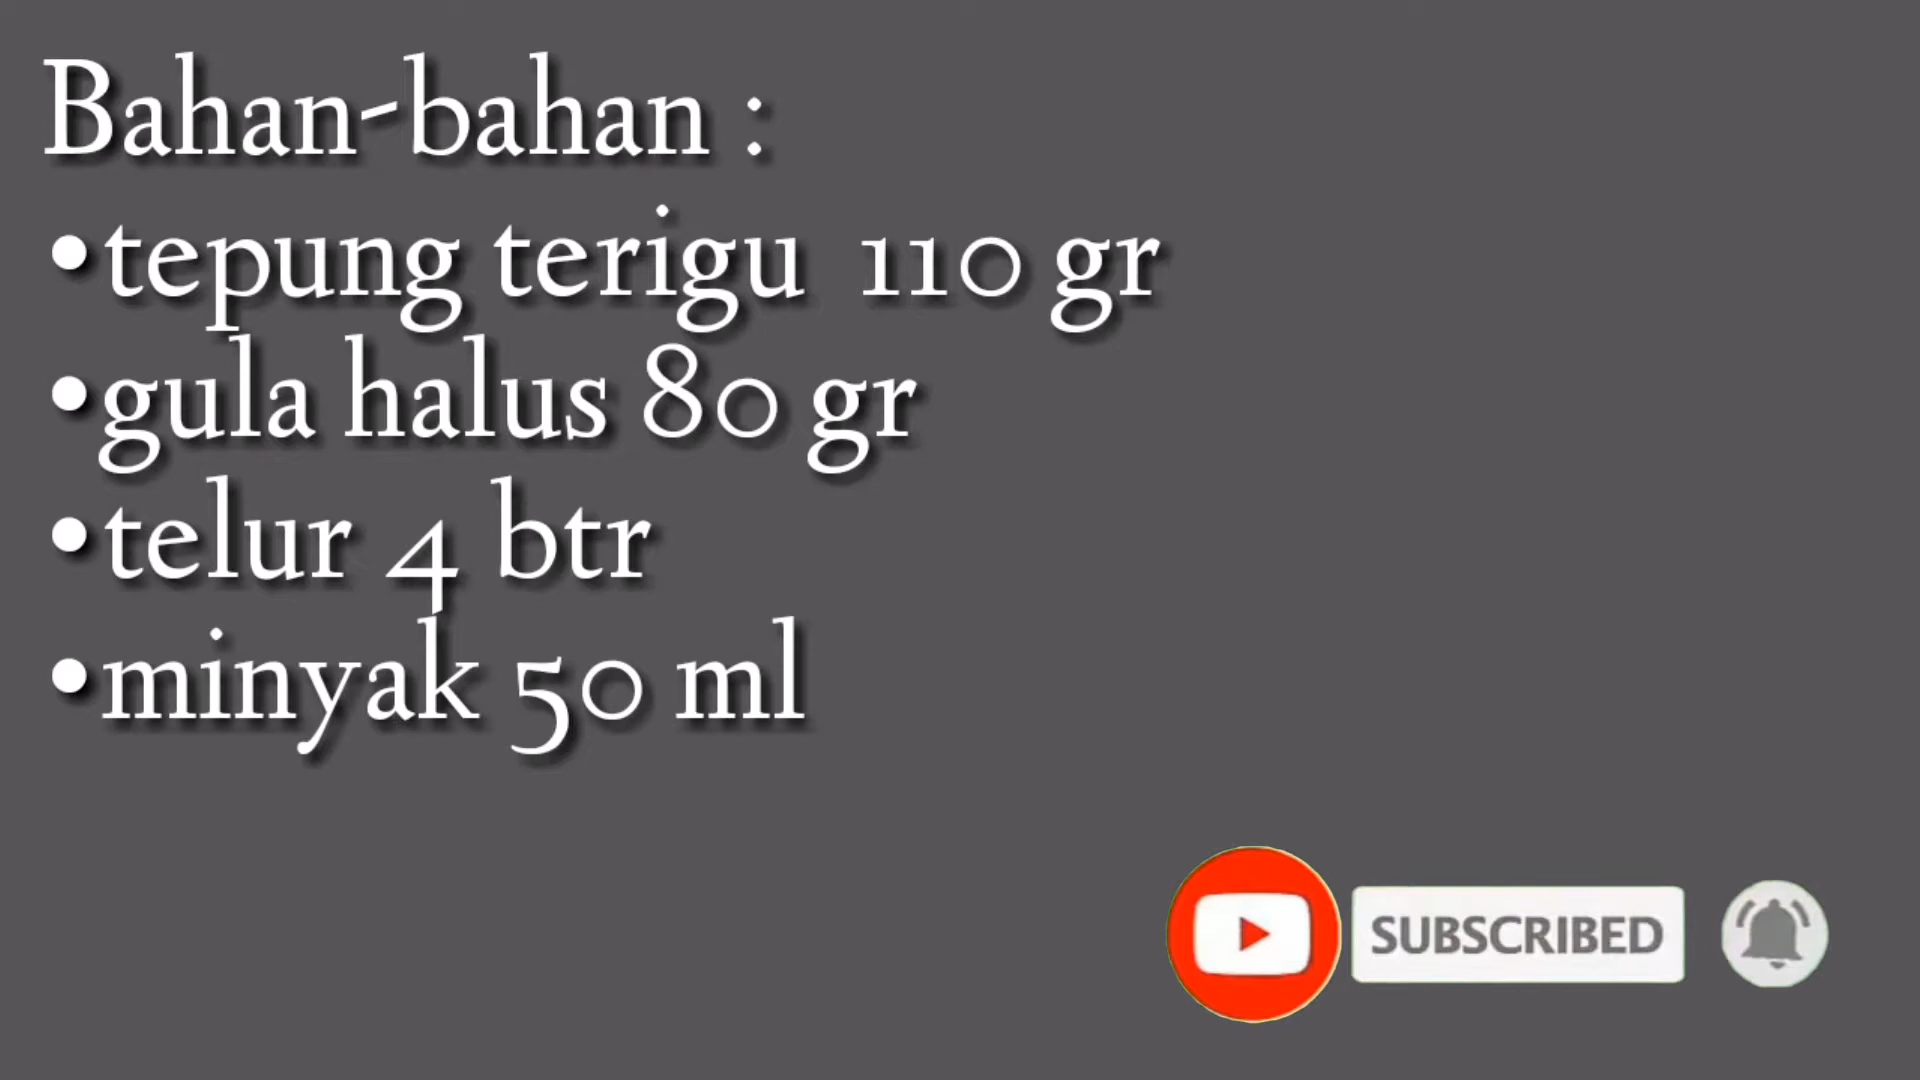 Bahan-bahan :
•tepung terigu 110 gr
•gula halus 80 gr
•telur 4 btr
•minyak 50 ml
SUBSCRIBED